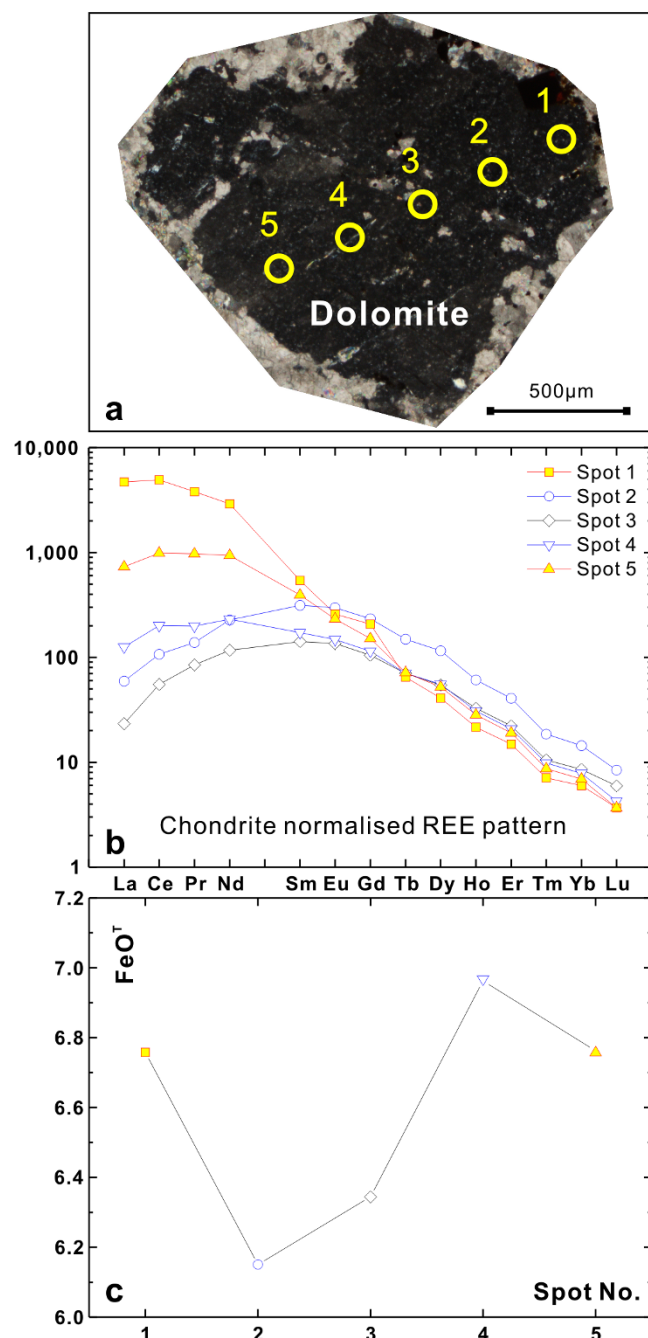 1
2
3
4
5
Dolomite
500µm
a
10,000
1,000
100
10
1
Spot 1
Spot 2
Spot 3
Spot 4
Spot 5
Chondrite normalised REE pattern
b
La Ce Pr Nd Sm Eu Gd Tb Dy Ho Er Tm Yb Lu
7.2
7.0
6.8
6.6
6.4
6.2
6.0
FeOᵀ
c
Spot No.
1 2 3 4 5